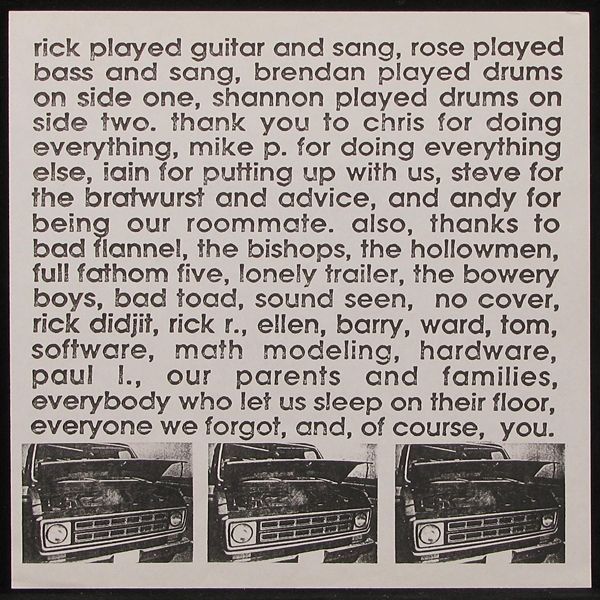 rick played guitar and sang, rose played
bass and sang, brendan played drums
on side one, shannon played drums on
side two. thank you to chris for doing
everything, mike p. for doing everything
else, iain for putting up with us, steve for
the bratwurst and advice, and andy for
being our roommate. also, thanks to
bad flannel, the bishops, the hollowmen,
full fathom five, lonely trailer, the bowery
boys, bad toad, sound seen, no cover,
rick didjit, rick r., ellen, barry, ward, tom,
software, math modeling, hardware,
paul l., our parents and families,
everybody who let us sleep on their floor,
everyone we forgot, and, of course, you.